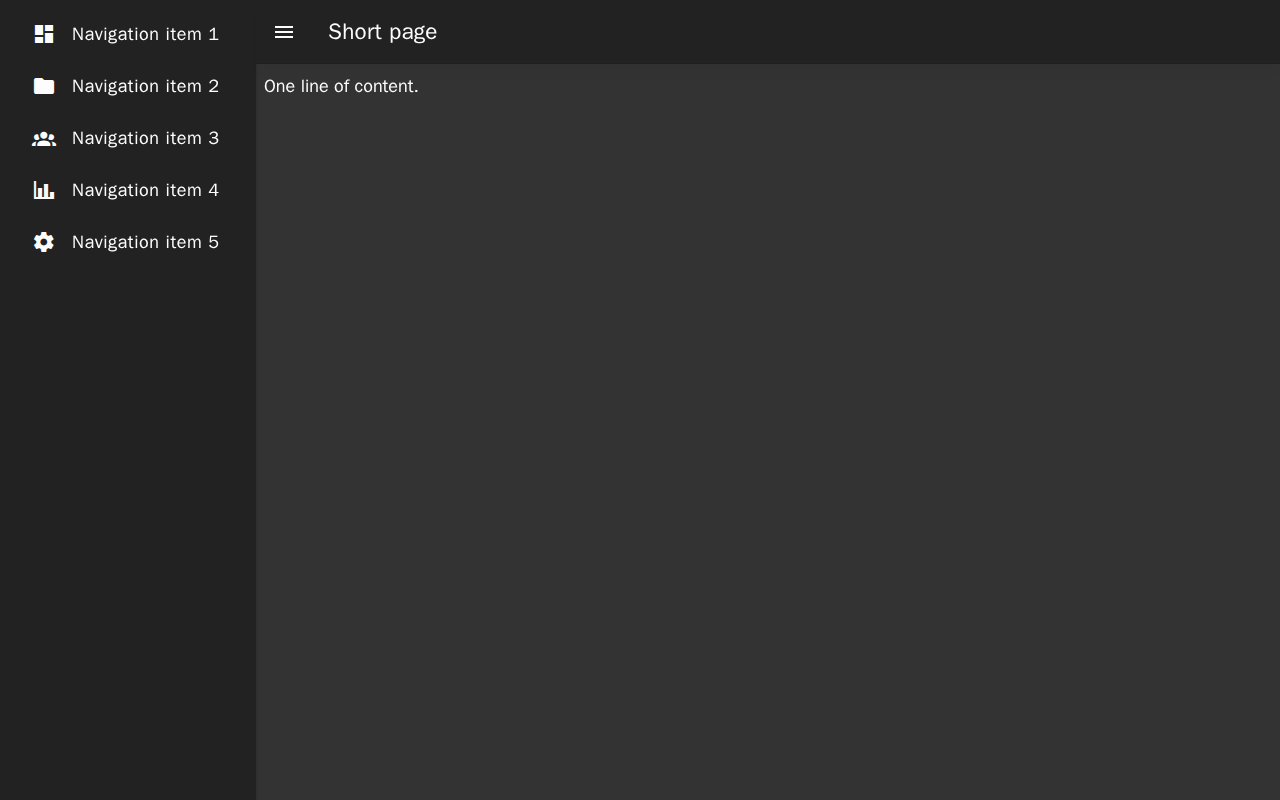 Navigation item 1
Navigation item 2
Navigation item 3
Navigation item 4
Navigation item 5
Short page
One line of content.